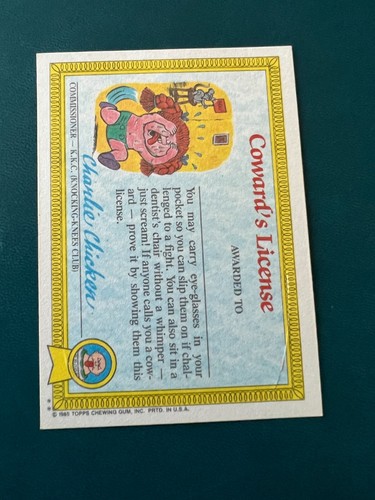 Coward's License
AWARDED TO
You may carry eye-glasses in your
pocket so you can slip them on if chal-
lenged to a fight. You can also sit in a
dentist's chair without a whimper —
just scream! If anyone calls you a cow-
ard — prove it by showing them this
license.
Charlie Chicken
COMMISSIONER — K.K.C. (KNOCKING-KNEES CLUB)
** © 1985 TOPPS CHEWING GUM, INC. PRTD. IN U.S.A.